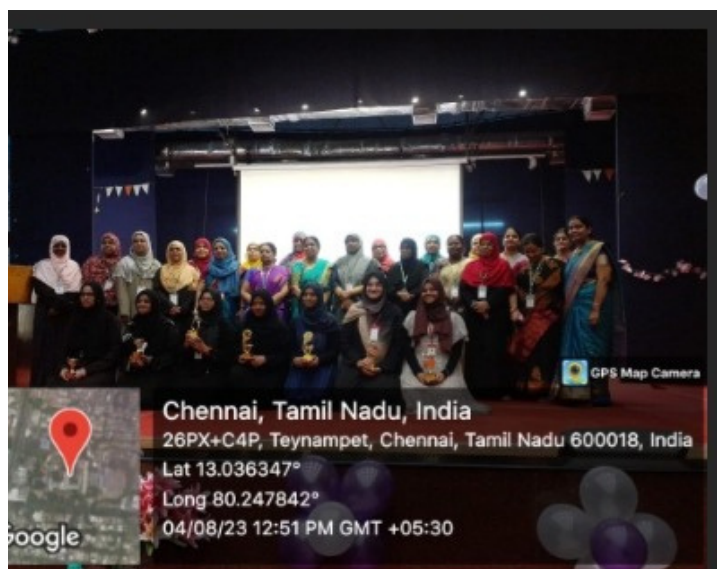 GPS Map Camera
Chennai, Tamil Nadu, India
26PX+C4P, Teynampet, Chennai, Tamil Nadu 600018, India
Lat 13.036347°
Long 80.247842°
04/08/23 12:51 PM GMT +05:30
Google